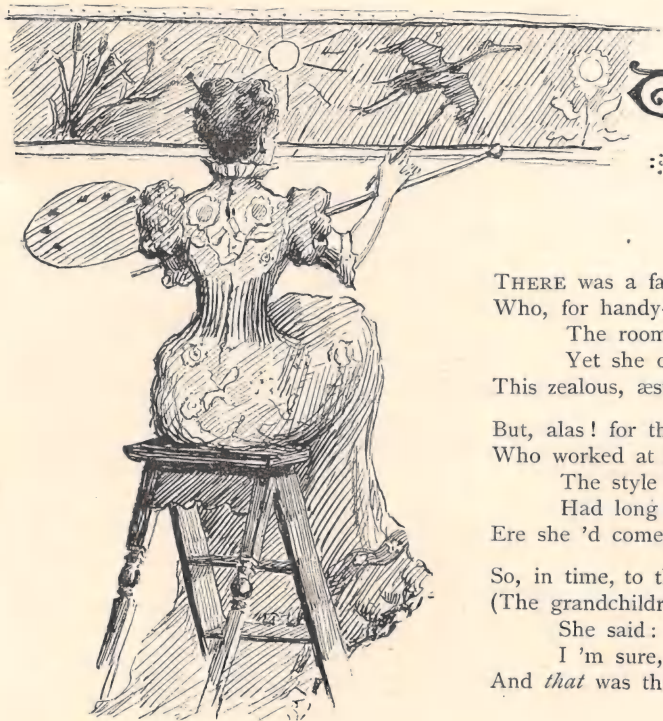 THERE was a fa
Who, for handy-
The room
Yet she o
This zealous, æs
But, alas! for th
Who worked at
The style
Had long
Ere she 'd come
So, in time, to th
(The grandchildr
She said:
I 'm sure,
And that was th